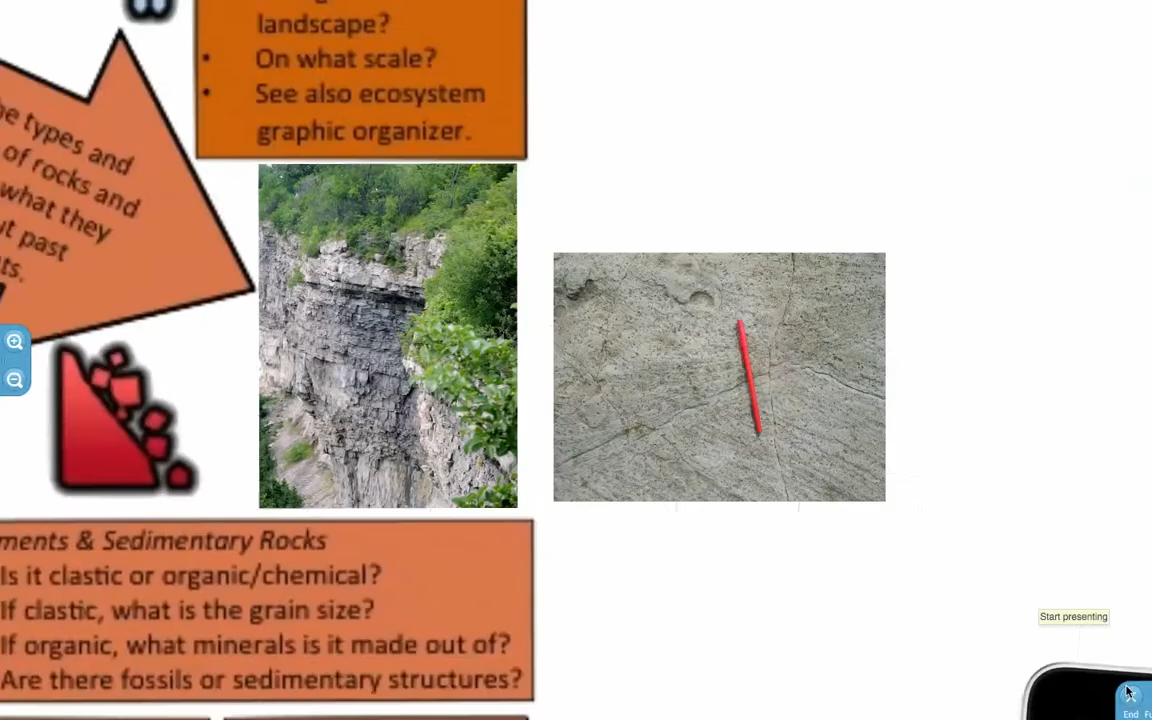 landscape?
• On what scale?
• See also ecosystem
graphic organizer.
types and
of rocks and
what they
past
Start presenting
& Sedimentary Rocks
Is it clastic or organic/chemical?
If clastic, what is the grain size?
If organic, what minerals is it made out of?
Are there fossils or sedimentary structures?
End